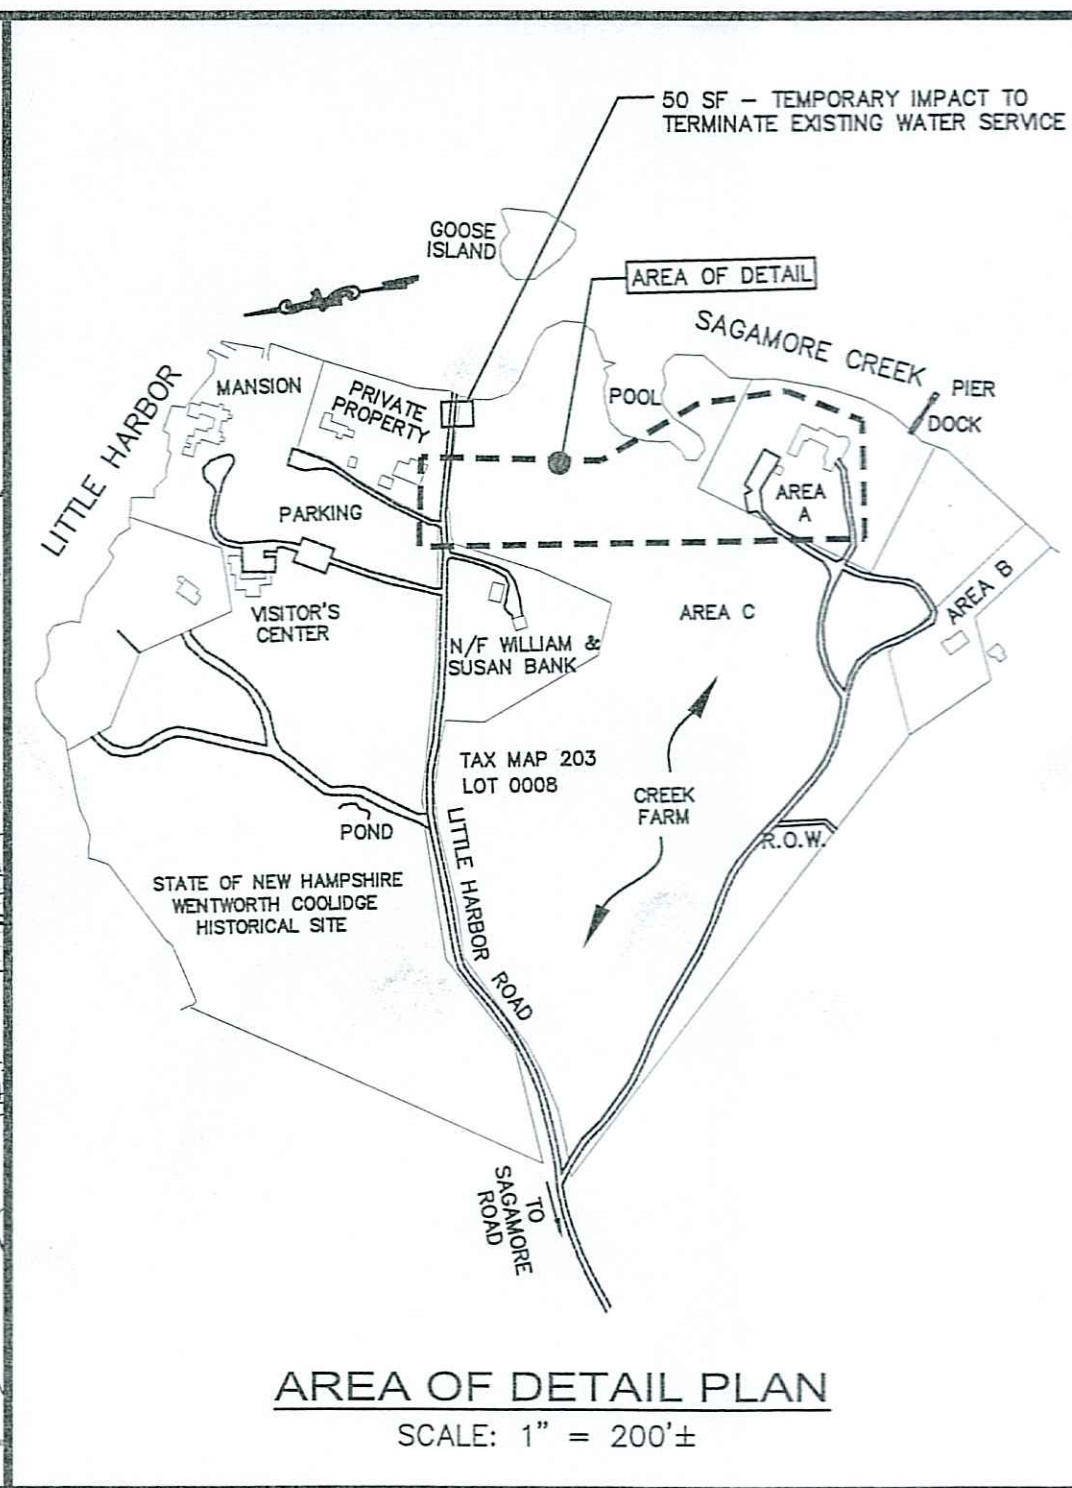 50 SF – TEMPORARY IMPACT TO
TERMINATE EXISTING WATER SERVICE
GOOSE
ISLAND
AREA OF DETAIL
SAGAMORE CREEK
PIER
DOCK
POOL
LITTLE HARBOR
MANSION
PRIVATE
PROPERTY
PARKING
AREA
A
VISITOR'S
CENTER
N/F WILLIAM &
SUSAN BANK
AREA C
AREA B
TAX MAP 203
LOT 0008
CREEK
FARM
POND
R.O.W.
LITTLE HARBOR ROAD
STATE OF NEW HAMPSHIRE
WENTWORTH COOLIDGE
HISTORICAL SITE
TO
SAGAMORE
ROAD
AREA OF DETAIL PLAN
SCALE: 1" = 200'±